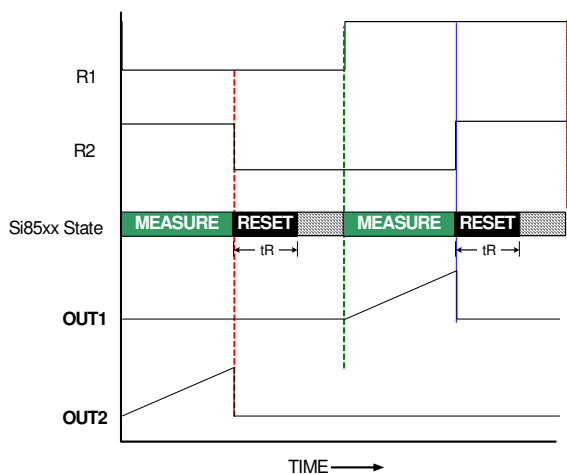 R1
R2
Si85xx State
MEASURE RESET MEASURE RESET
tR tR
OUT1
OUT2
TIME